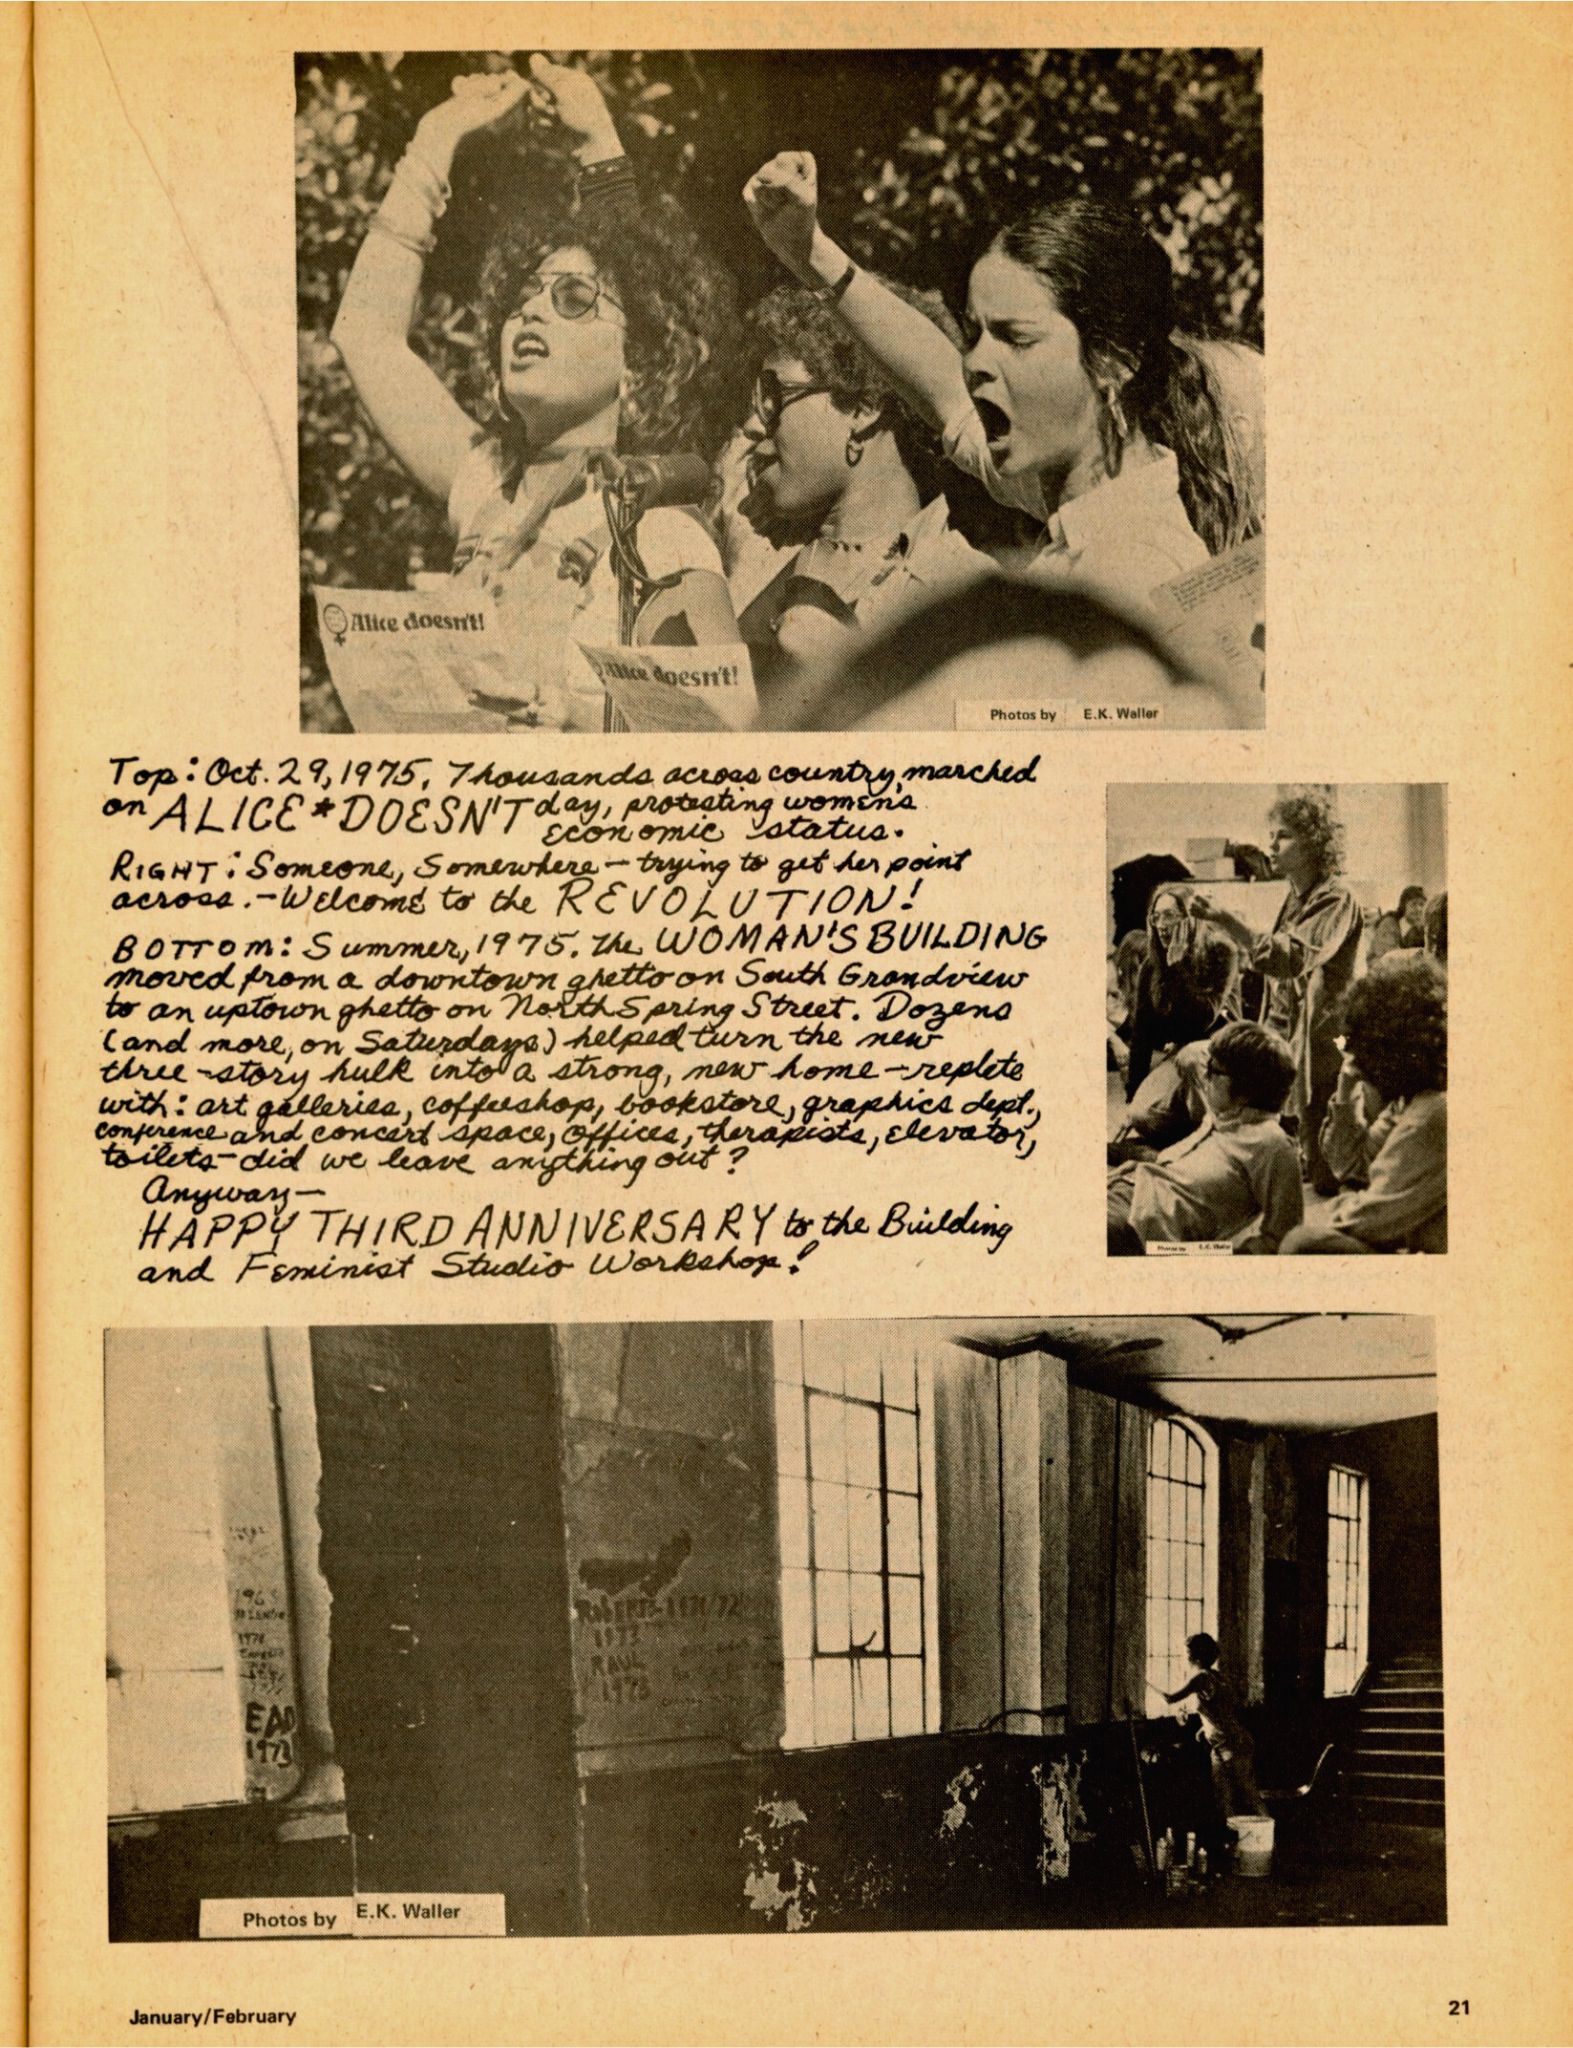 Alice doesn't!
Alice doesn't!
Photos by E.K. Waller
Top: Oct. 29, 1975. Thousands across country marched
on ALICE*DOESN'T day, protesting women's
economic status.
RIGHT: Someone, Somewhere — trying to get her point
across. — Welcome to the REVOLUTION!
BOTTOM: Summer, 1975. The WOMAN'S BUILDING
moved from a downtown ghetto on South Grandview
to an uptown ghetto on North Spring Street. Dozens
(and more, on Saturdays) helped turn the new
three-story hulk into a strong, new home — replete
with: art galleries, coffeeshop, bookstore, graphics dept.,
conference and concert space, offices, therapists, elevator,
toilets — did we leave anything out?
Anyway —
HAPPY THIRD ANNIVERSARY to the Building
and Feminist Studio Workshop!
Photos by E.K. Waller
ROBERTS-1971/72
1973
RAUL
1973
EAD
1973
Photos by E.K. Waller
January/February
21